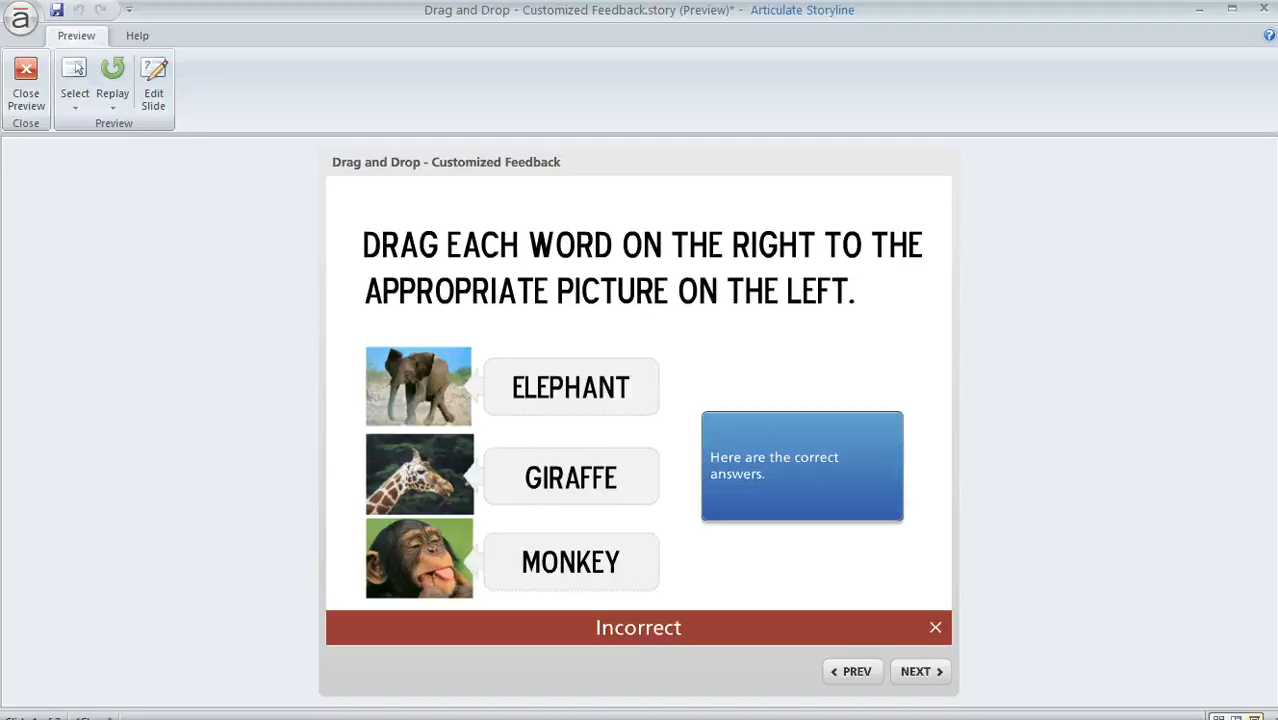 Drag and Drop - Customized Feedback.story (Preview)* - Articulate Storyline
Preview Help
Close Preview
Select
Replay
Edit Slide
Close
Preview
Drag and Drop - Customized Feedback
DRAG EACH WORD ON THE RIGHT TO THE
APPROPRIATE PICTURE ON THE LEFT.
ELEPHANT
GIRAFFE
MONKEY
Here are the correct
answers.
Incorrect
PREV NEXT